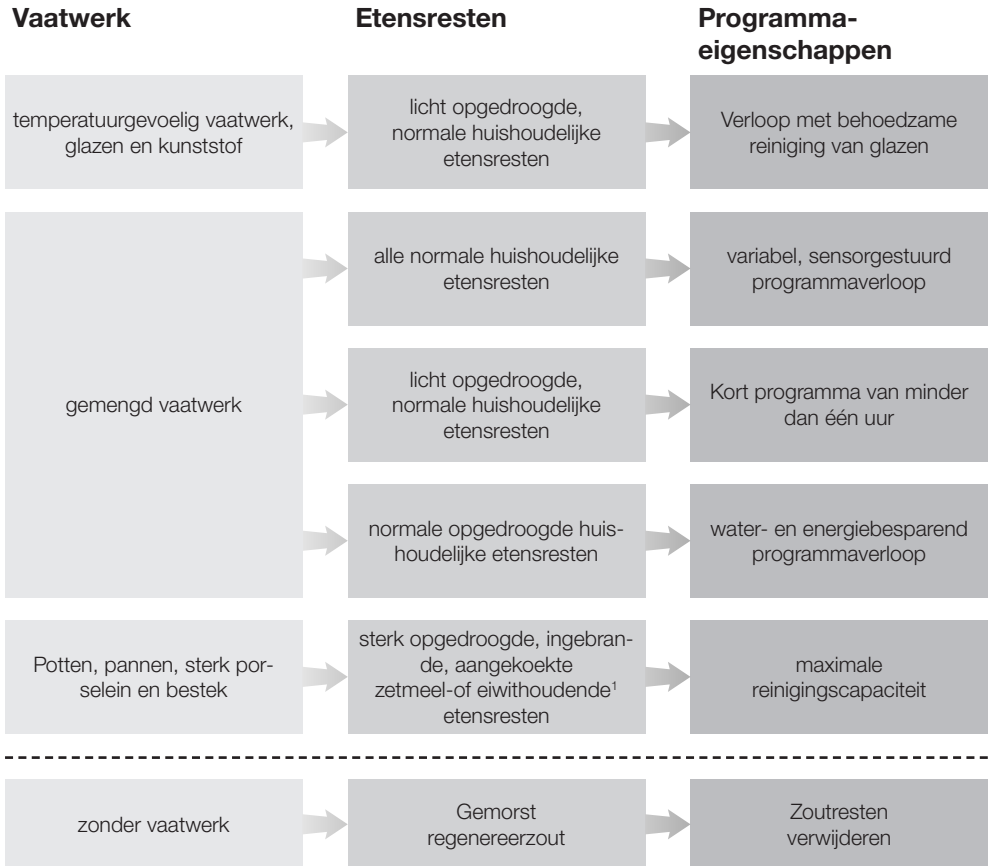 Vaatwerk
Etensresten
Programma-
eigenschappen
temperatuurgevoelig vaatwerk,
glazen en kunststof
licht opgedroogde,
normale huishoudelijke
etensresten
Verloop met behoedzame
reiniging van glazen
gemengd vaatwerk
alle normale huishoudelijke
etensresten
variabel, sensorgestuurd
programmaverloop
licht opgedroogde,
normale huishoudelijke
etensresten
Kort programma van minder
dan één uur
normale opgedroogde huis-
houdelijke etensresten
water- en energiebesparend
programmaverloop
Potten, pannen, sterk por-
selein en bestek
sterk opgedroogde, ingebran-
de, aangekoekte
zetmeel-of eiwithoudende¹
etensresten
maximale
reinigingscapaciteit
zonder vaatwerk
Gemorst
regenereerzout
Zoutresten
verwijderen